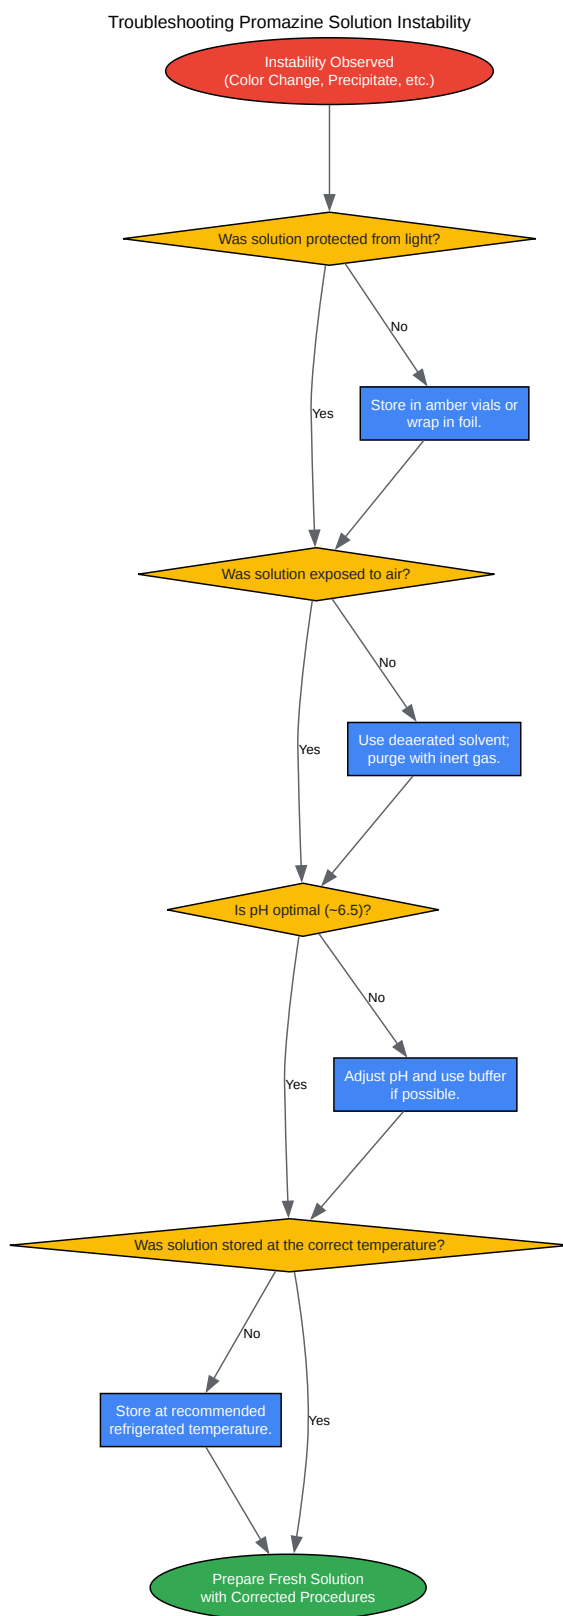 Troubleshooting Promazine Solution Instability
Instability Observed
(Color Change, Precipitate, etc.)
Was solution protected from light?
No
Store in amber vials or
wrap in foil.
Yes
Was solution exposed to air?
No
Use deaerated solvent;
purge with inert gas.
Yes
Is pH optimal (~6.5)?
No
Adjust pH and use buffer
if possible.
Yes
Was solution stored at the correct temperature?
No
Store at recommended
refrigerated temperature.
Yes
Prepare Fresh Solution
with Corrected Procedures